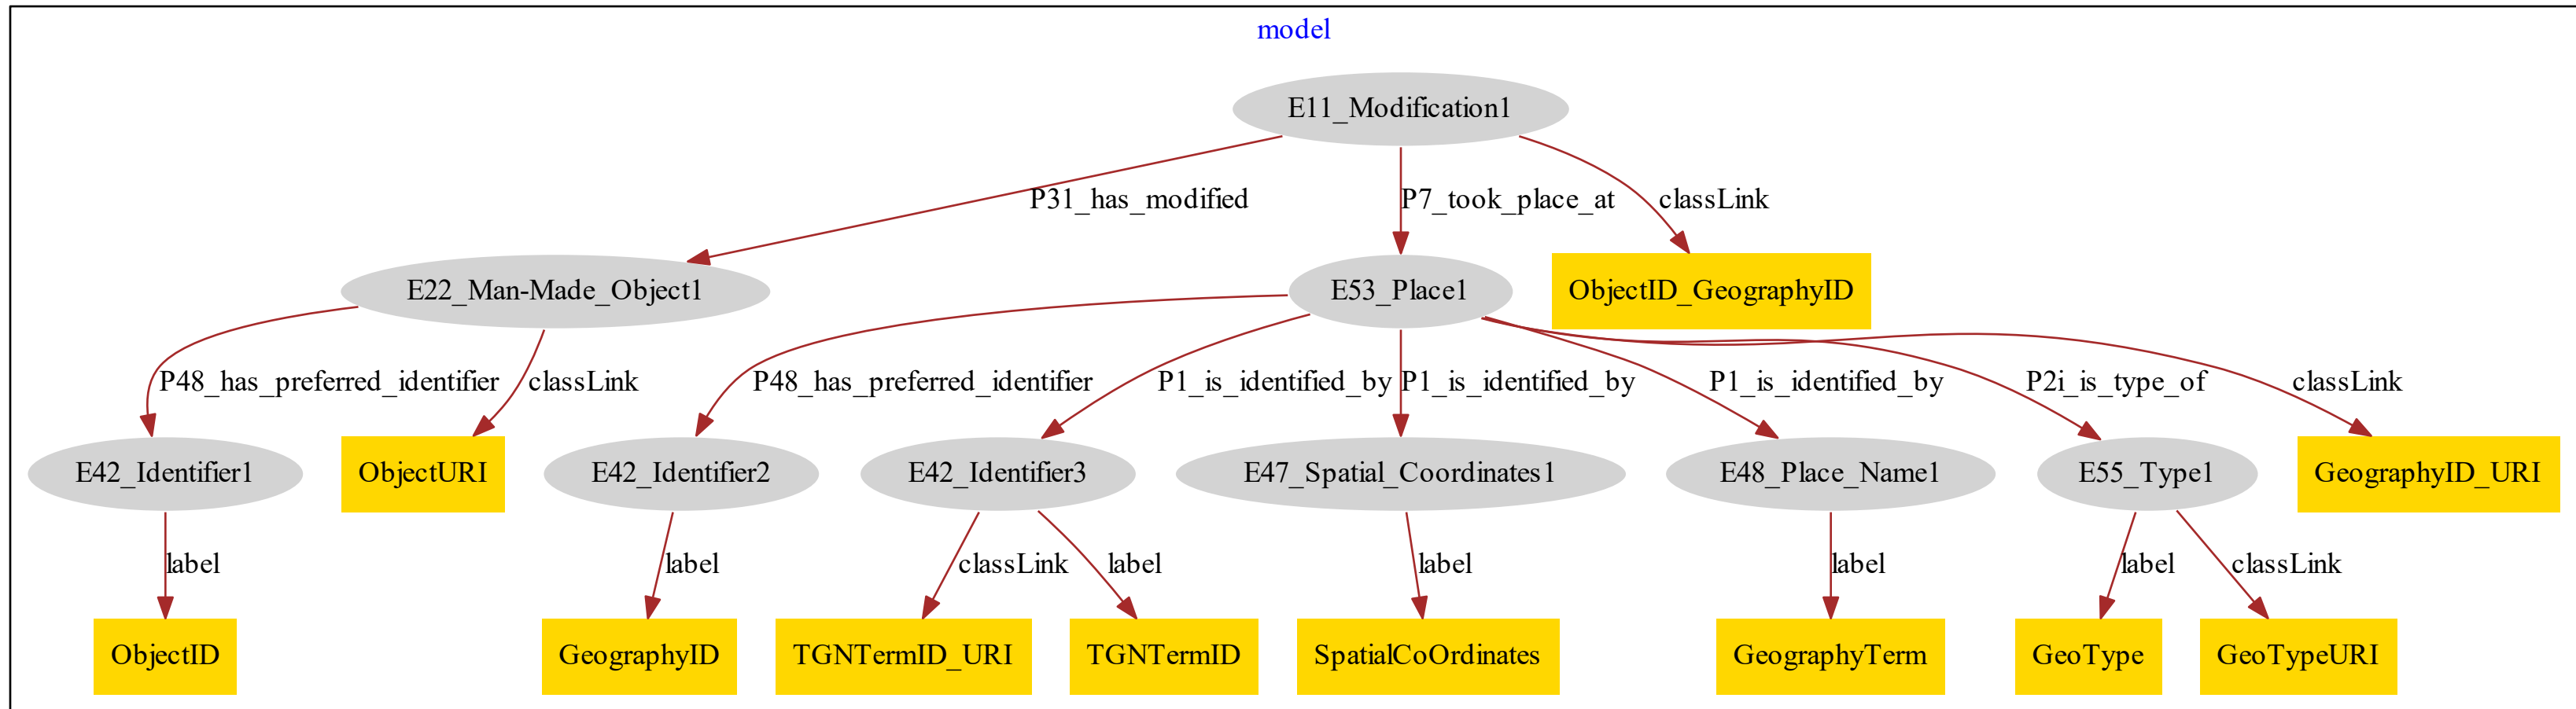 model
E11_Modification1
P31_has_modified
P7_took_place_at
classLink
E22_Man-Made_Object1
E53_Place1
ObjectID_GeographyID
P48_has_preferred_identifier
classLink
P48_has_preferred_identifier
P1_is_identified_by
P1_is_identified_by
P1_is_identified_by
P2i_is_type_of
classLink
E42_Identifier1
ObjectURI
E42_Identifier2
E42_Identifier3
E47_Spatial_Coordinates1
E48_Place_Name1
E55_Type1
GeographyID_URI
label
label
classLink
label
label
label
label
classLink
ObjectID
GeographyID
TGNTermID_URI
TGNTermID
SpatialCoOrdinates
GeographyTerm
GeoType
GeoTypeURI